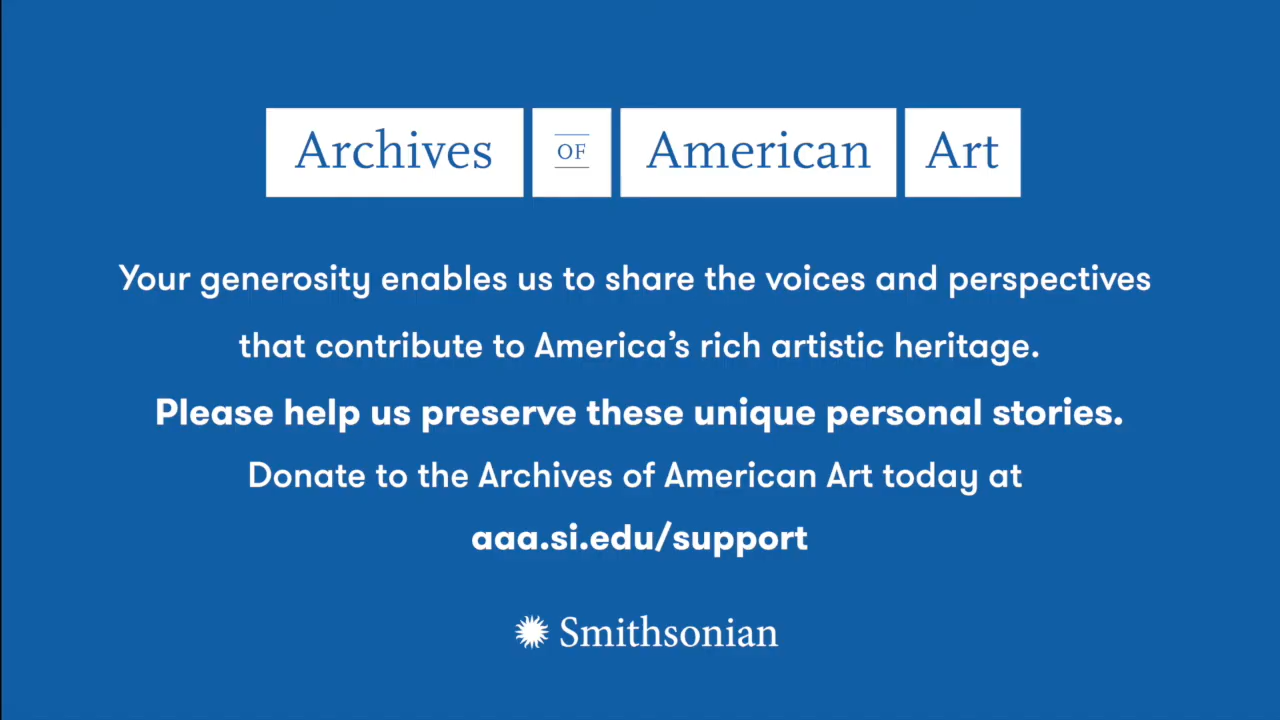 Archives OF American Art
Your generosity enables us to share the voices and perspectives
that contribute to America’s rich artistic heritage.
Please help us preserve these unique personal stories.
Donate to the Archives of American Art today at
aaa.si.edu/support
Smithsonian